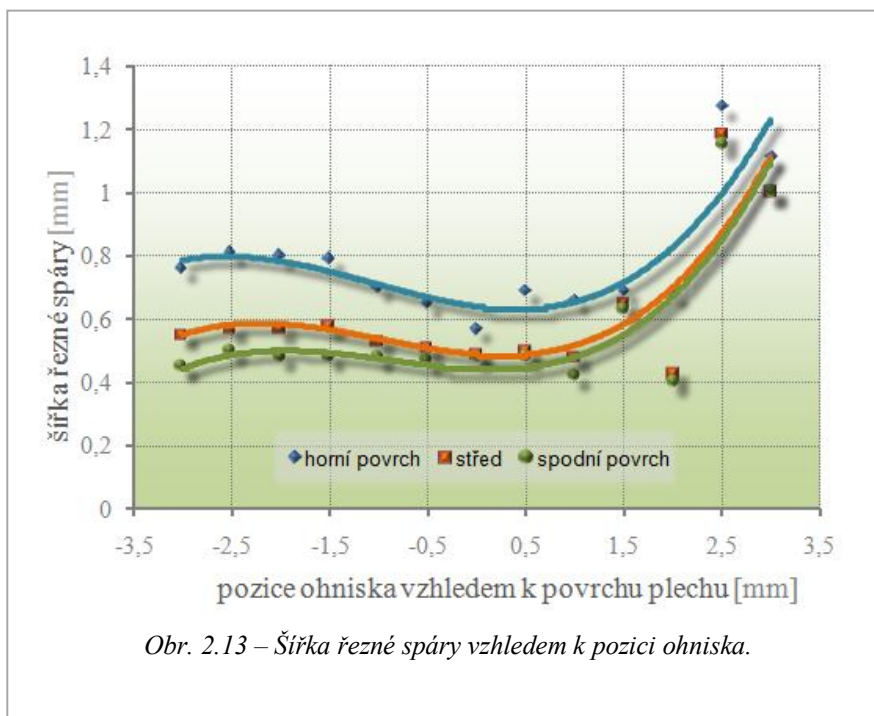 1,4
1,2
1
0,8
0,6
0,4
0,2
0
šířka řezné spáry [mm]
horní povrch střed spodní povrch
-3,5 -2,5 -1,5 -0,5 0,5 1,5 2,5 3,5
pozice ohniska vzhledem k povrchu plechu [mm]
Obr. 2.13 – Šířka řezné spáry vzhledem k pozici ohniska.